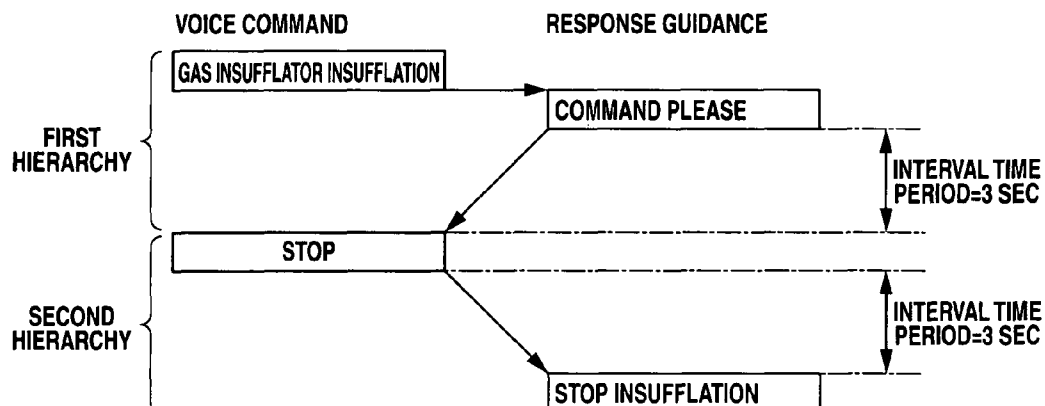 VOICE COMMAND
RESPONSE GUIDANCE
GAS INSUFFLATOR INSUFFLATION
COMMAND PLEASE
FIRST
HIERARCHY
INTERVAL TIME
PERIOD=3 SEC
STOP
SECOND
HIERARCHY
INTERVAL TIME
PERIOD=3 SEC
STOP INSUFFLATION